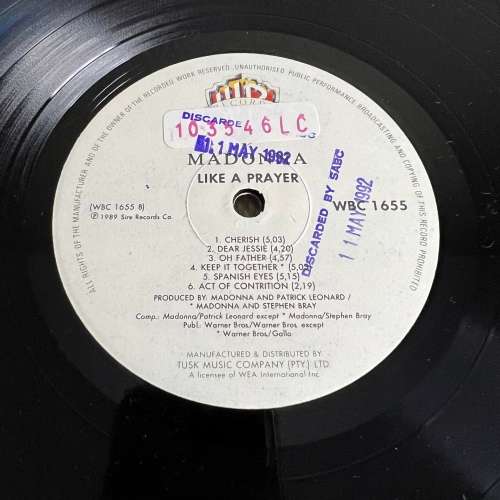 ALL RIGHTS OF THE MANUFACTURER AND OF THE OWNER OF THE RECORDED WORK RESERVED. UNAUTHORISED PUBLIC PERFORMANCE, BROADCASTING AND COPYING OF THIS RECORD PROHIBITED
DISCARDE
103546LC
11 MAY 1992
MADONNA
LIKE A PRAYER
(WBC 1655 B)
℗ 1989 Sire Records Co.
WBC 1655
DISCARDED BY SABC
11 MAY 1992
1. CHERISH (5,03)
2. DEAR JESSIE (4,20)
3. OH FATHER (4,57)
4. KEEP IT TOGETHER * (5,03
5. SPANISH EYES (5,15)
6. ACT OF CONTRITION (2,19)
PRODUCED BY: MADONNA AND PATRICK LEONARD /
* MADONNA AND STEPHEN BRAY
Comp.: Madonna/Patrick Leonard except * Madonna/Stephen Bray
Publ.: Warner Bros./Warner Bros. except
* Warner Bros./Gallo
MANUFACTURED & DISTRIBUTED BY
TUSK MUSIC COMPANY (PTY.) LTD.
A licensee of WEA International Inc.